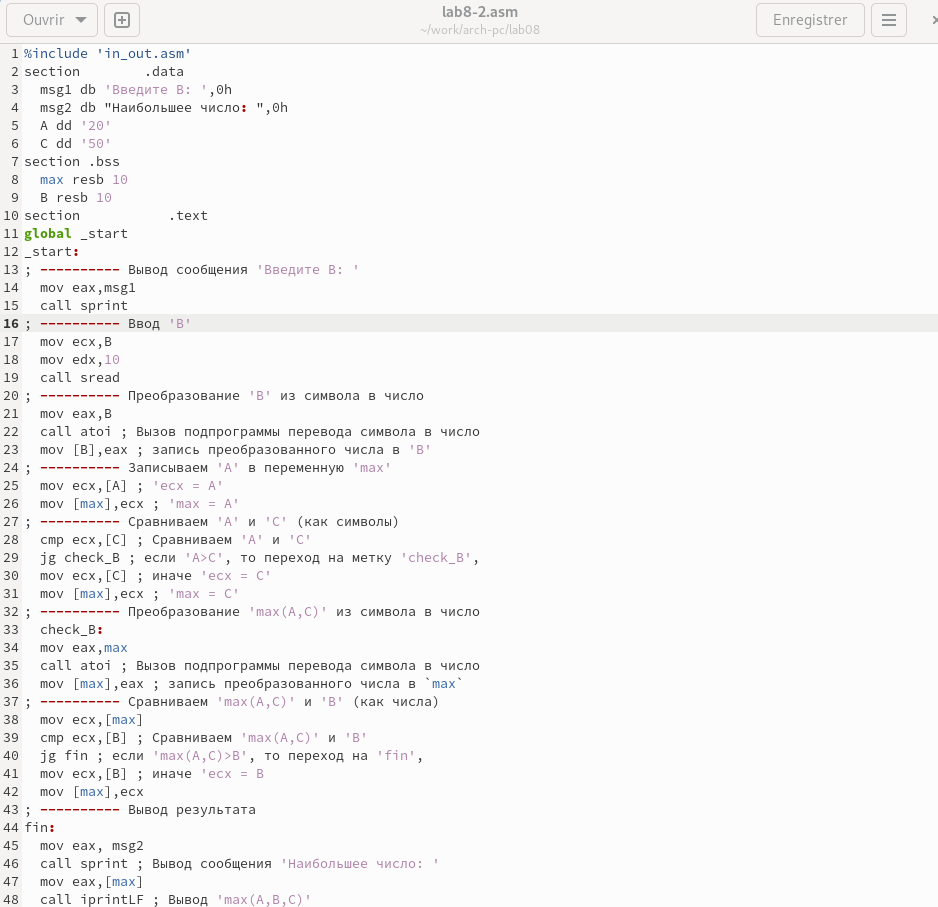 Ouvrir
lab8-2.asm
~/work/arch-pc/lab08
Enregistrer
1 %include 'in_out.asm'
2 section        .data
3   msg1 db 'Введите B: ',0h
4   msg2 db "Наибольшее число: ",0h
5   A dd '20'
6   C dd '50'
7 section .bss
8   max resb 10
9   B resb 10
10 section           .text
11 global _start
12 _start:
13 ; ---------- Вывод сообщения 'Введите B: '
14   mov eax,msg1
15   call sprint
16 ; ---------- Ввод 'B'
17   mov ecx,B
18   mov edx,10
19   call sread
20 ; ---------- Преобразование 'B' из символа в число
21   mov eax,B
22   call atoi ; Вызов подпрограммы перевода символа в число
23   mov [B],eax ; запись преобразованного числа в 'B'
24 ; ---------- Записываем 'A' в переменную 'max'
25   mov ecx,[A] ; 'ecx = A'
26   mov [max],ecx ; 'max = A'
27 ; ---------- Сравниваем 'A' и 'C' (как символы)
28   cmp ecx,[C] ; Сравниваем 'A' и 'C'
29   jg check_B ; если 'A>C', то переход на метку 'check_B',
30   mov ecx,[C] ; иначе 'ecx = C'
31   mov [max],ecx ; 'max = C'
32 ; ---------- Преобразование 'max(A,C)' из символа в число
33   check_B:
34   mov eax,max
35   call atoi ; Вызов подпрограммы перевода символа в число
36   mov [max],eax ; запись преобразованного числа в `max`
37 ; ---------- Сравниваем 'max(A,C)' и 'B' (как числа)
38   mov ecx,[max]
39   cmp ecx,[B] ; Сравниваем 'max(A,C)' и 'B'
40   jg fin ; если 'max(A,C)>B', то переход на 'fin',
41   mov ecx,[B] ; иначе 'ecx = B
42   mov [max],ecx
43 ; ---------- Вывод результата
44 fin:
45   mov eax, msg2
46   call sprint ; Вывод сообщения 'Наибольшее число: '
47   mov eax,[max]
48   call iprintLF ; Вывод 'max(A,B,C)'